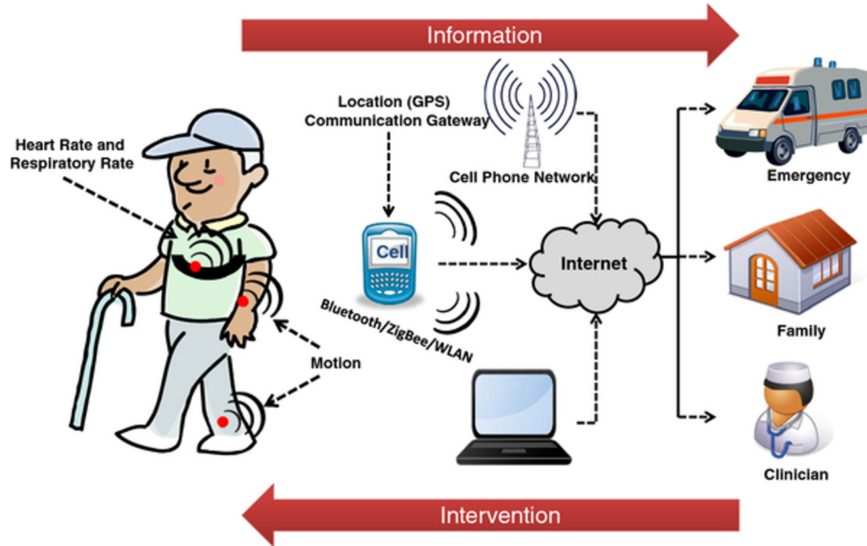 Information
Location (GPS)
Communication Gateway
Heart Rate and
Respiratory Rate
Cell Phone Network
Emergency
Cell
Internet
Bluetooth/ZigBee/WLAN
Family
Motion
Clinician
Intervention